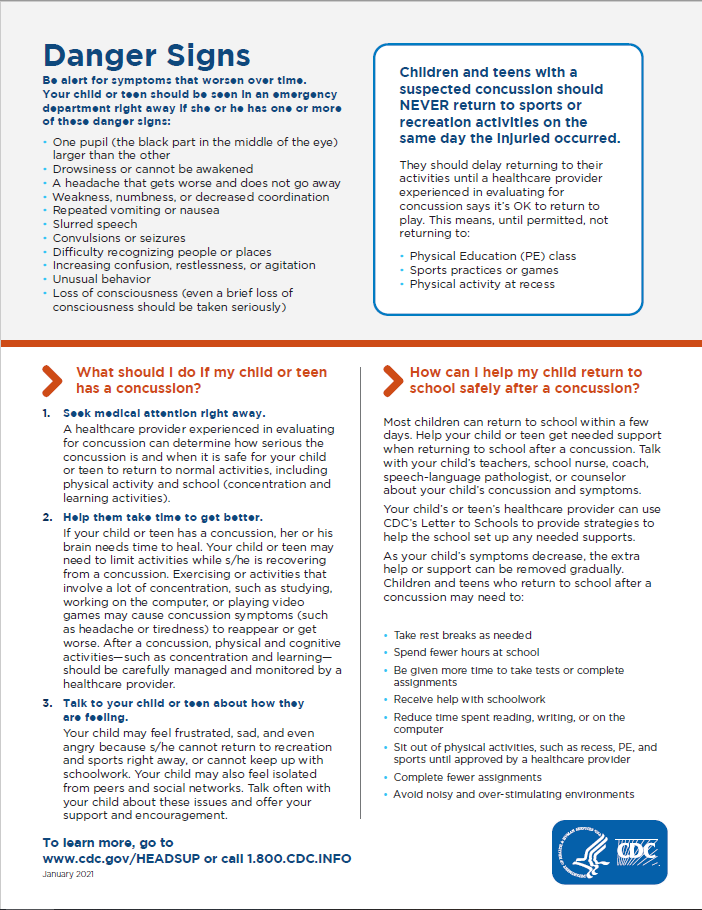 Danger Signs
Be alert for symptoms that worsen over time.
Your child or teen should be seen in an emergency
department right away if she or he has one or more
of these danger signs:
• One pupil (the black part in the middle of the eye)
larger than the other
• Drowsiness or cannot be awakened
• A headache that gets worse and does not go away
• Weakness, numbness, or decreased coordination
• Repeated vomiting or nausea
• Slurred speech
• Convulsions or seizures
• Difficulty recognizing people or places
• Increasing confusion, restlessness, or agitation
• Unusual behavior
• Loss of consciousness (even a brief loss of
consciousness should be taken seriously)
Children and teens with a
suspected concussion should
NEVER return to sports or
recreation activities on the
same day the injuried occurred.
They should delay returning to their
activities until a healthcare provider
experienced in evaluating for
concussion says it's OK to return to
play. This means, until permitted, not
returning to:
• Physical Education (PE) class
• Sports practices or games
• Physical activity at recess
What should I do if my child or teen
has a concussion?
1. Seek medical attention right away.
A healthcare provider experienced in evaluating
for concussion can determine how serious the
concussion is and when it is safe for your child
or teen to return to normal activities, including
physical activity and school (concentration and
learning activities).
2. Help them take time to get better.
If your child or teen has a concussion, her or his
brain needs time to heal. Your child or teen may
need to limit activities while s/he is recovering
from a concussion. Exercising or activities that
involve a lot of concentration, such as studying,
working on the computer, or playing video
games may cause concussion symptoms (such
as headache or tiredness) to reappear or get
worse. After a concussion, physical and cognitive
activities—such as concentration and learning—
should be carefully managed and monitored by a
healthcare provider.
3. Talk to your child or teen about how they
are feeling.
Your child may feel frustrated, sad, and even
angry because s/he cannot return to recreation
and sports right away, or cannot keep up with
schoolwork. Your child may also feel isolated
from peers and social networks. Talk often with
your child about these issues and offer your
support and encouragement.
How can I help my child return to
school safely after a concussion?
Most children can return to school within a few
days. Help your child or teen get needed support
when returning to school after a concussion. Talk
with your child's teachers, school nurse, coach,
speech-language pathologist, or counselor
about your child's concussion and symptoms.
Your child's or teen's healthcare provider can use
CDC's Letter to Schools to provide strategies to
help the school set up any needed supports.
As your child's symptoms decrease, the extra
help or support can be removed gradually.
Children and teens who return to school after a
concussion may need to:
• Take rest breaks as needed
• Spend fewer hours at school
• Be given more time to take tests or complete
assignments
• Receive help with schoolwork
• Reduce time spent reading, writing, or on the
computer
• Sit out of physical activities, such as recess, PE, and
sports until approved by a healthcare provider
• Complete fewer assignments
• Avoid noisy and over-stimulating environments
To learn more, go to
www.cdc.gov/HEADSUP or call 1.800.CDC.INFO
January 2021
CDC